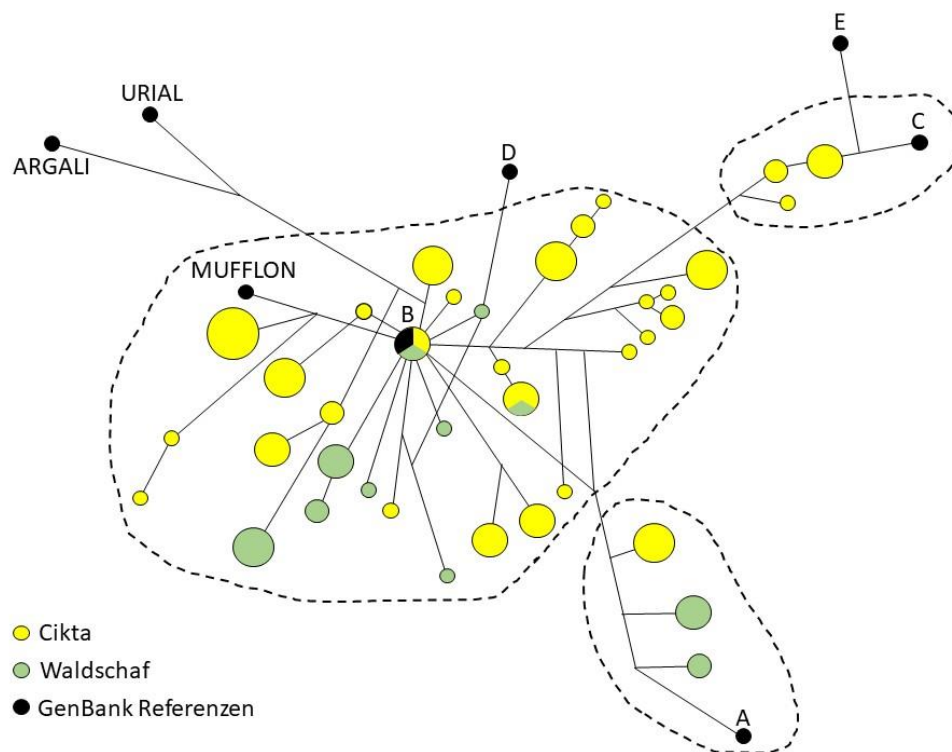 E
URIAL
C
ARGALI
D
MUFFLON
B
Cikta
Waldschaf
GenBank Referenzen
A